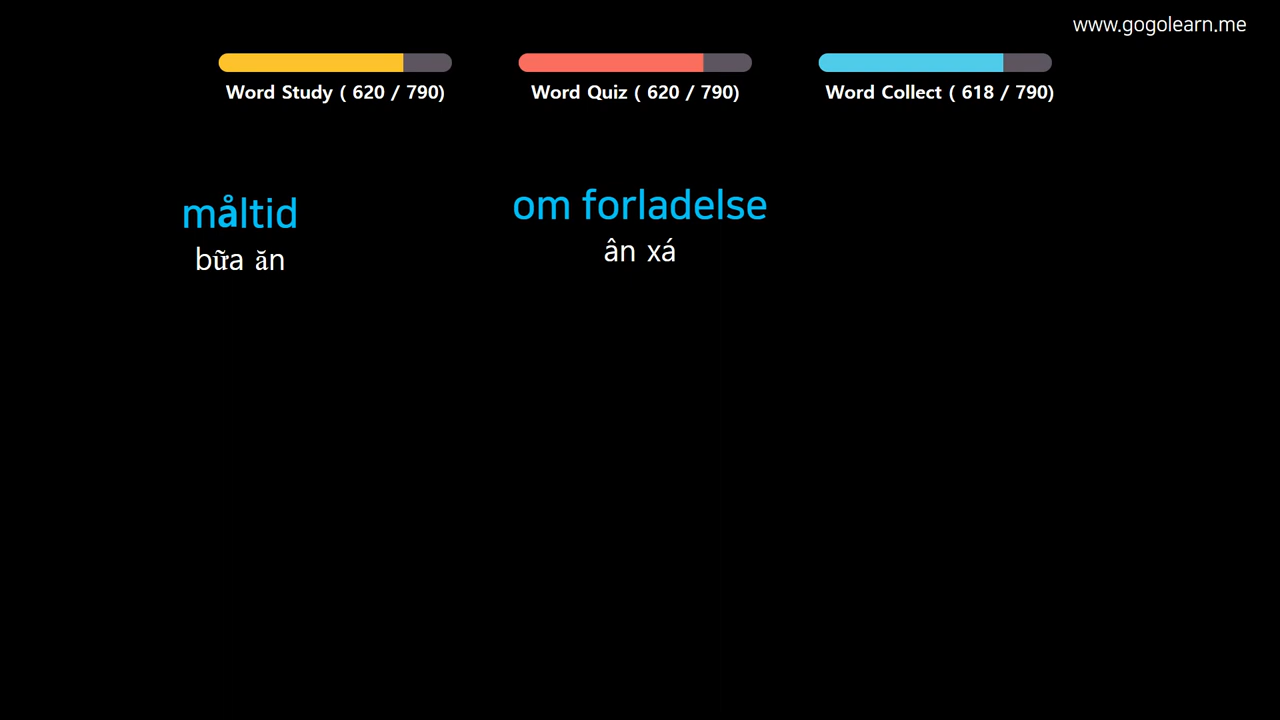 www.gogolearn.me
Word Study ( 620 / 790)
Word Quiz ( 620 / 790)
Word Collect ( 618 / 790)
måltid
bữa ăn
om forladelse
ân xá